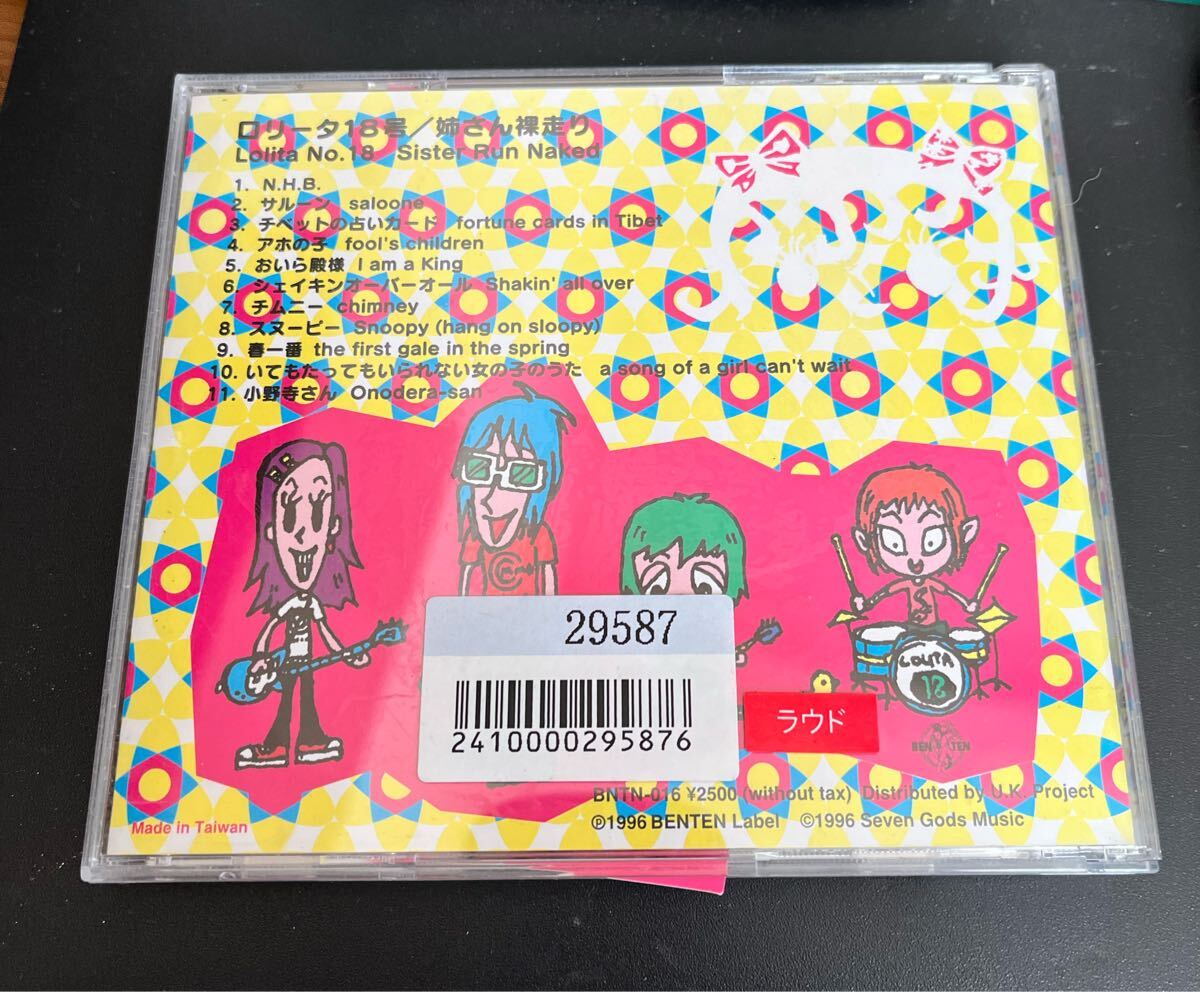 ロリータ18号／姉さん裸走り
Lolita No.18 Sister Run Naked
1. N.H.B.
2. サルーン saloone
3. チベットの占いカード fortune cards in Tibet
4. アホの子 fool's children
5. おいら殿様 I am a King
6. シェイキンオーバーオール Shakin' all over
7. チムニー chimney
8. スヌーピー Snoopy (hang on sloopy)
9. 春一番 the first gale in the spring
10. いてもたってもいられない女の子のうた a song of a girl can't wait
11. 小野寺さん Onodera-san
LOLITA
18
29587
2410000295876
ラウド
BEN TEN
BNTN-016 ¥2500 (without tax) Distributed by U.K. Project
Made in Taiwan
℗1996 BENTEN Label ©1996 Seven Gods Music